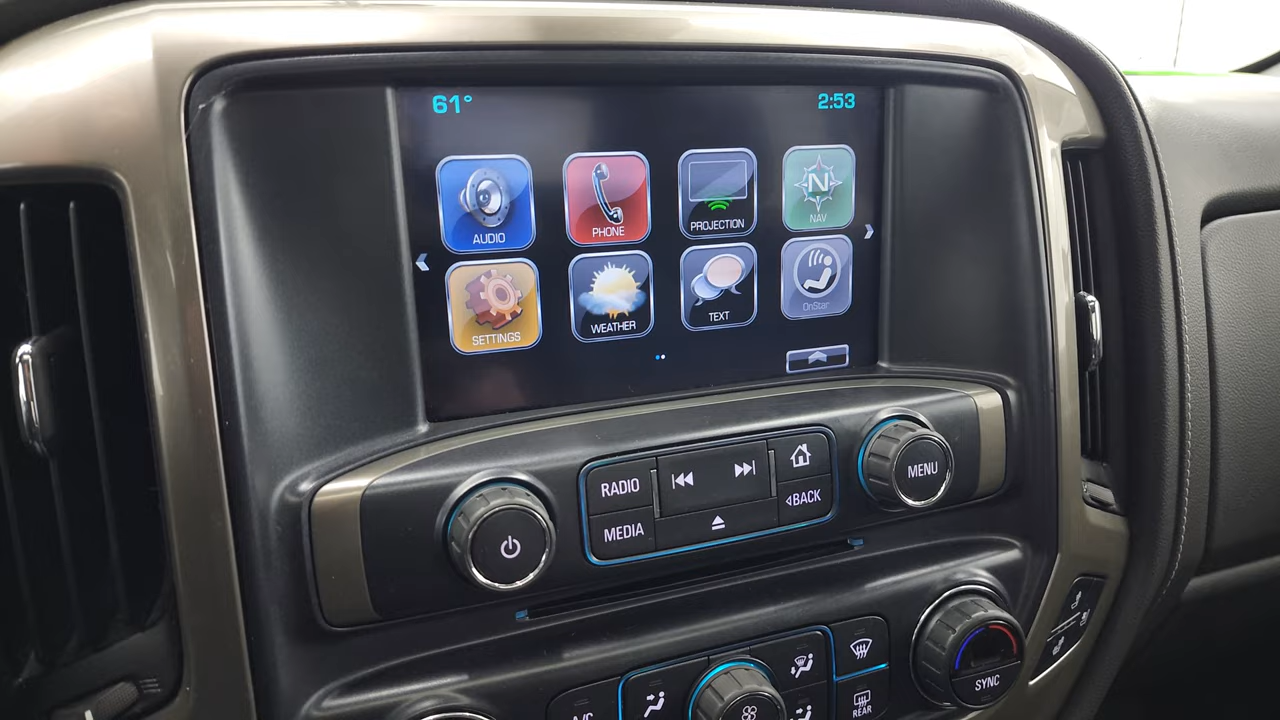 61°
2:53
AUDIO
PHONE
PROJECTION
N
NAV
SETTINGS
WEATHER
TEXT
OnStar
RADIO
MEDIA
BACK
MENU
A/C
REAR
SYNC